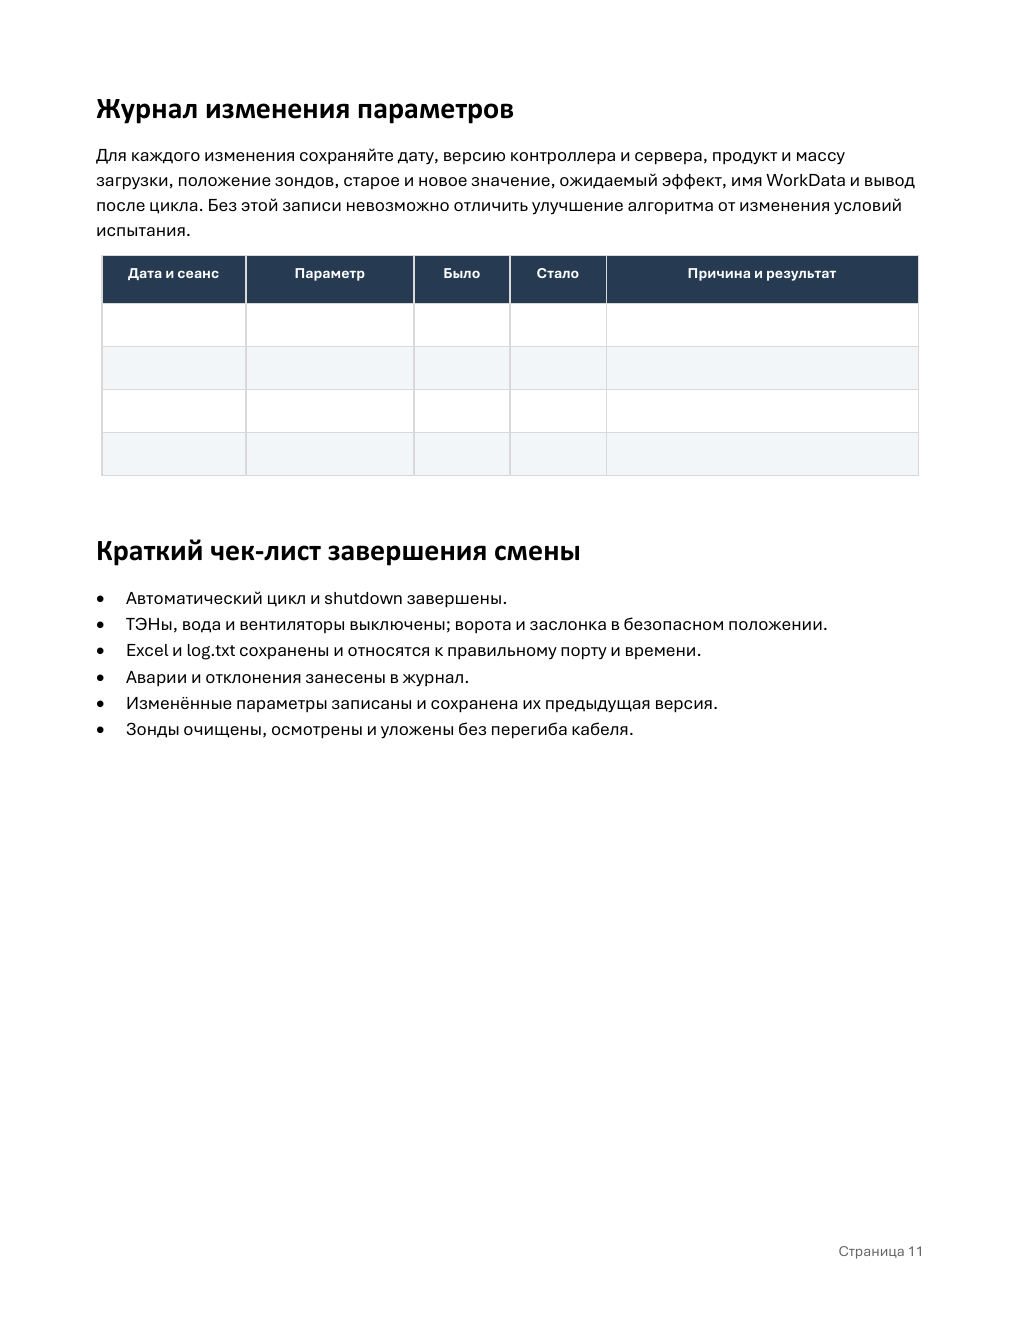 Журнал изменения параметров
Для каждого изменения сохраняйте дату, версию контроллера и сервера, продукт и массу
загрузки, положение зондов, старое и новое значение, ожидаемый эффект, имя WorkData и вывод
после цикла. Без этой записи невозможно отличить улучшение алгоритма от изменения условий
испытания.
Дата и сеанс Параметр Было Стало Причина и результат
Краткий чек-лист завершения смены
• Автоматический цикл и shutdown завершены.
• ТЭНы, вода и вентиляторы выключены; ворота и заслонка в безопасном положении.
• Excel и log.txt сохранены и относятся к правильному порту и времени.
• Аварии и отклонения занесены в журнал.
• Изменённые параметры записаны и сохранена их предыдущая версия.
• Зонды очищены, осмотрены и уложены без перегиба кабеля.
Страница 11